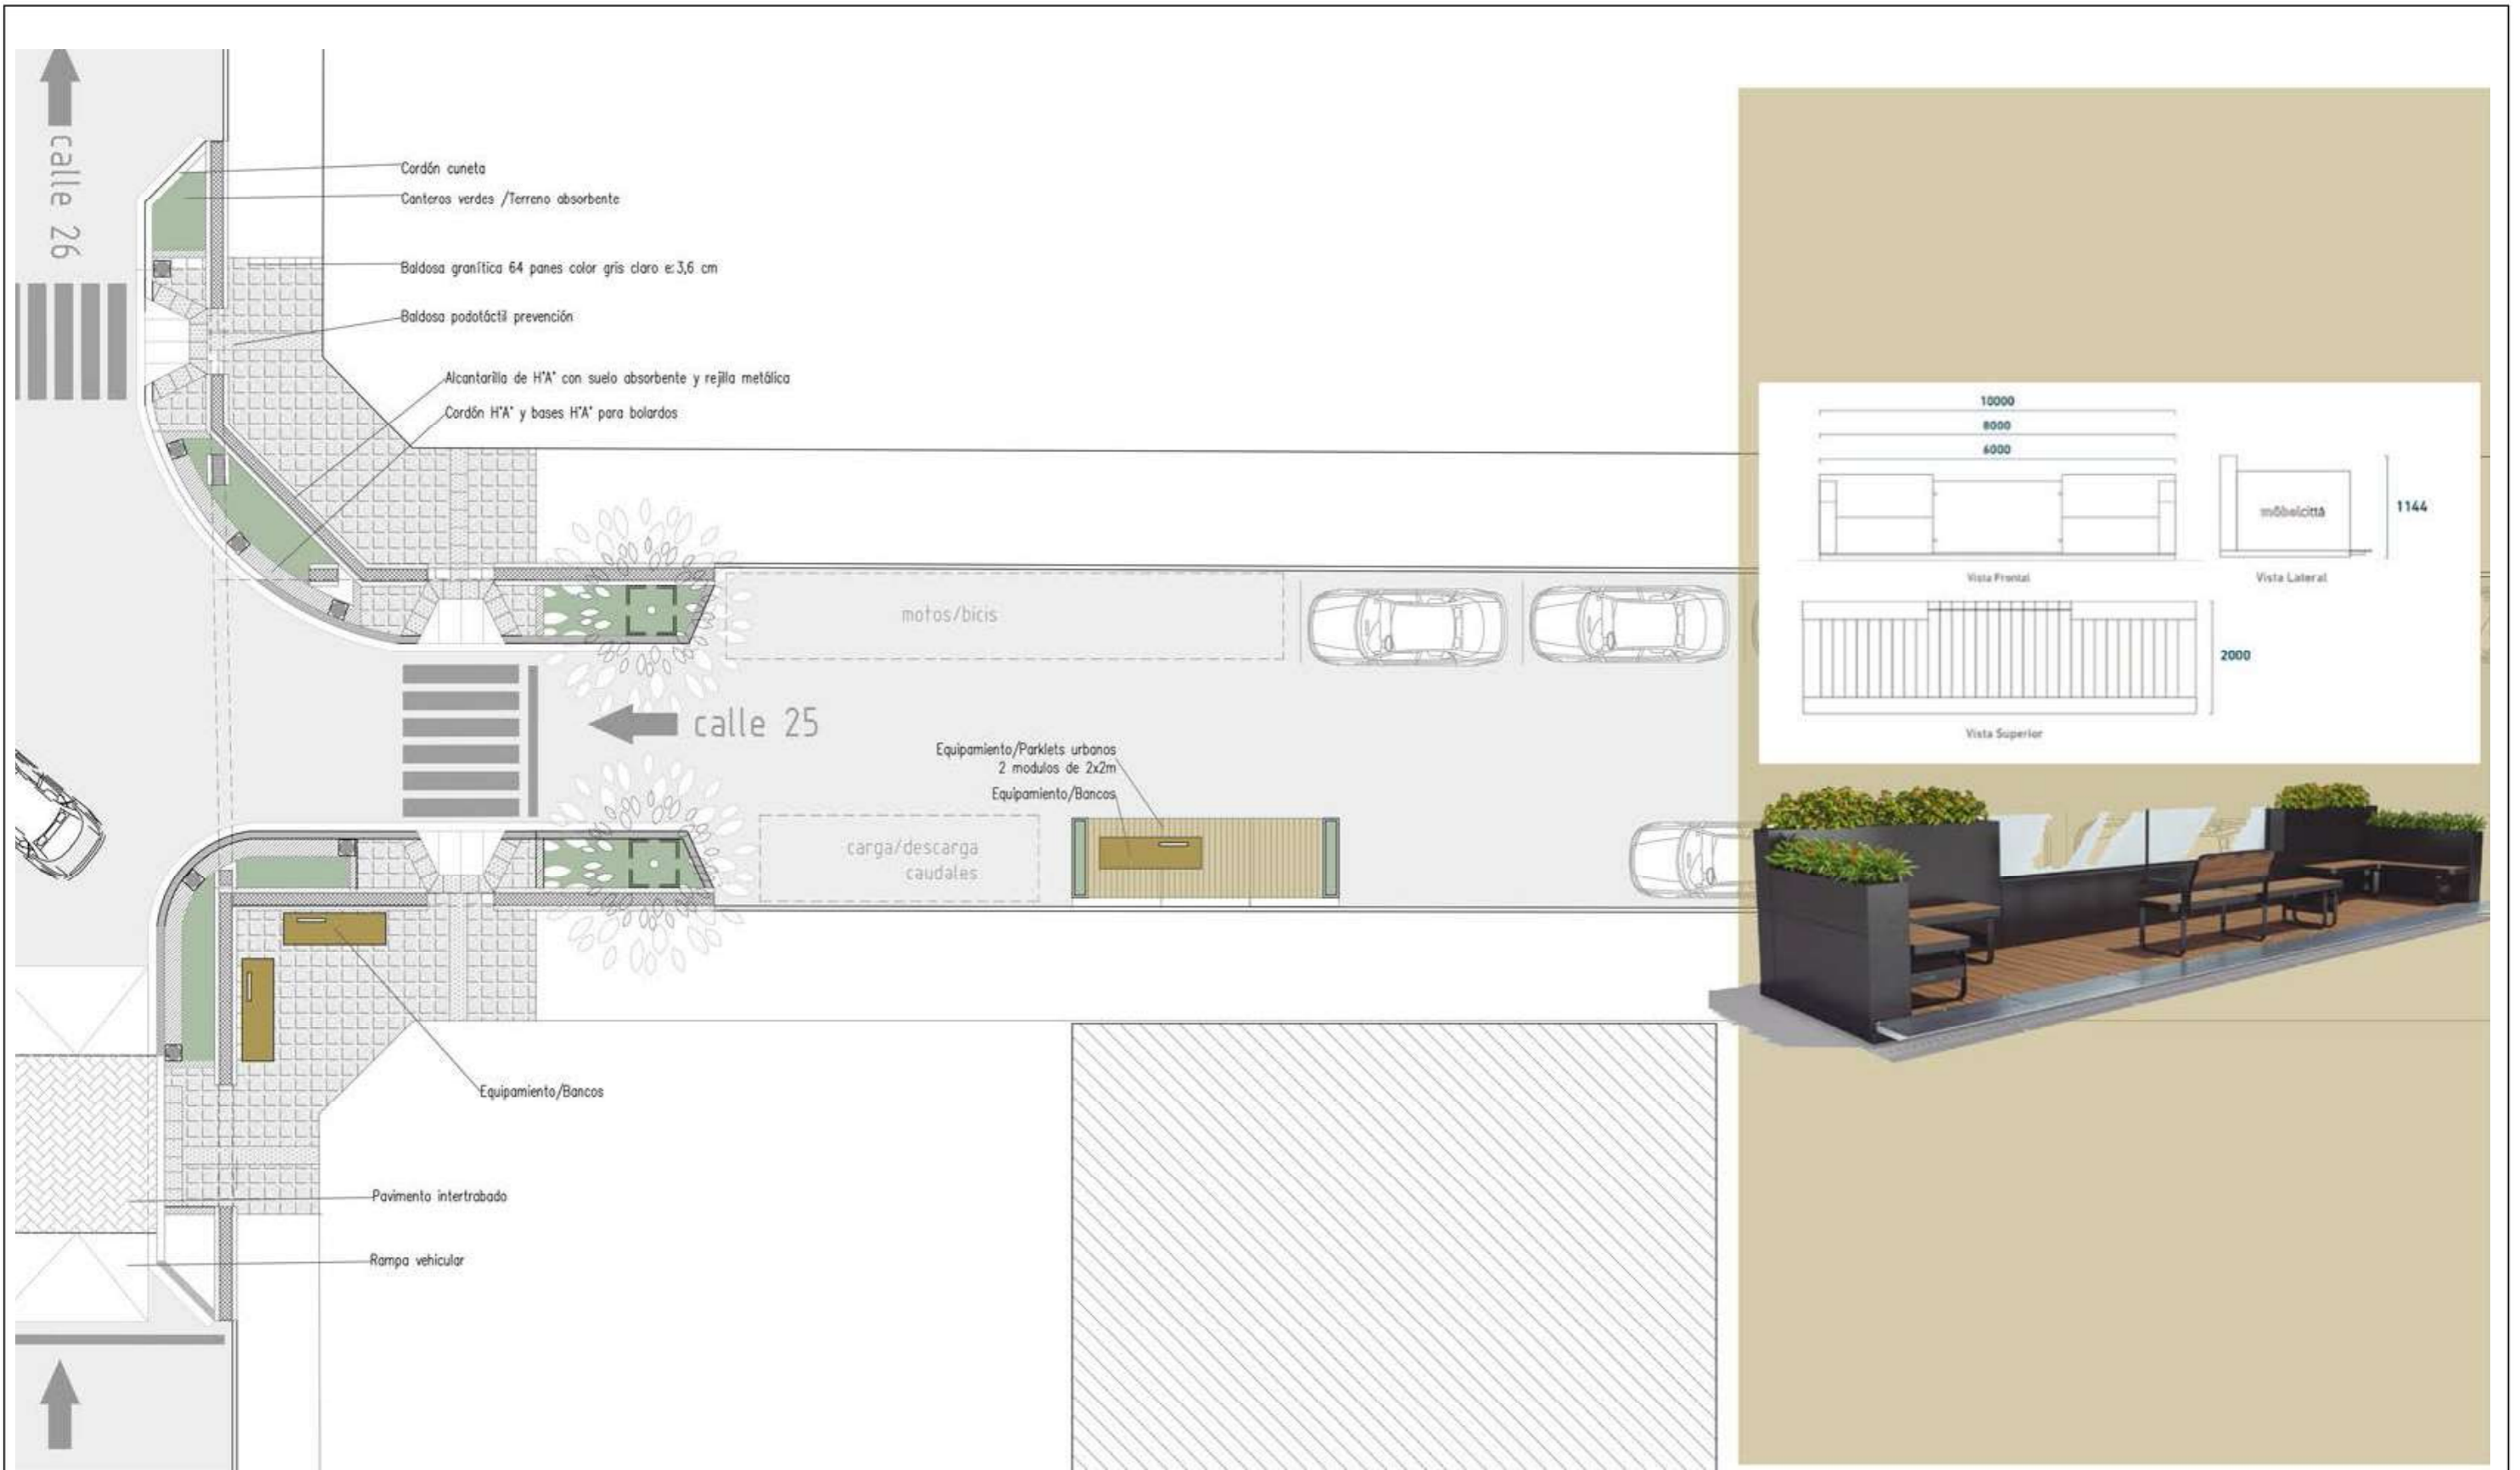 calle 26
Cordón cuneta
Canteros verdes /Terreno absorbente
Baldosa granítica 64 panes color gris claro e:3,6 cm
Baldosa podotáctil prevención
Alcantarilla de H°A° con suelo absorbente y rejilla metálica
Cordón H°A° y bases H°A° para bolardos
motos/bicis
calle 25
Equipamiento/Parklets urbanos
2 modulos de 2x2m
Equipamiento/Bancos
carga/descarga
caudales
Equipamiento/Bancos
Pavimento intertrabado
Rampa vehicular
10000
8000
6000
Vista Frontal
möbelcittà
1144
Vista Lateral
2000
Vista Superior